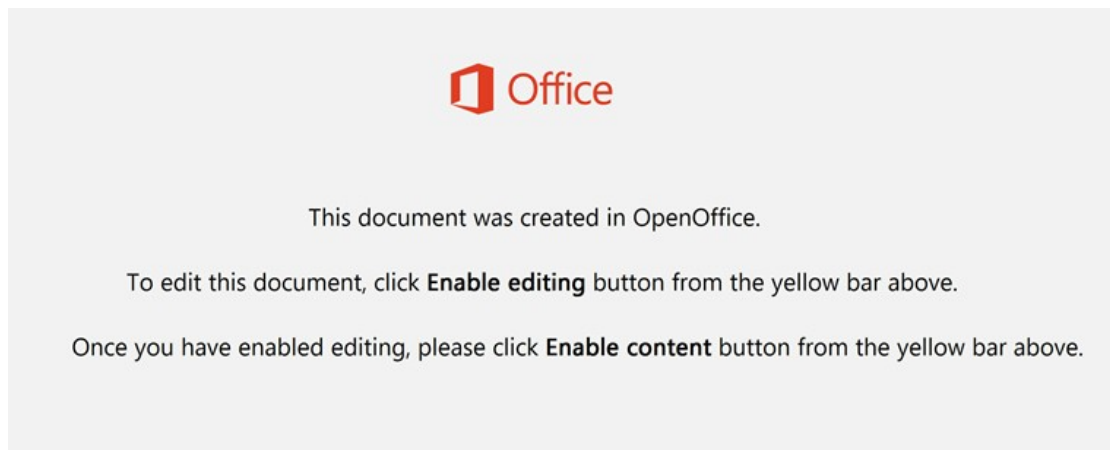 Office
This document was created in OpenOffice.
To edit this document, click Enable editing button from the yellow bar above.
Once you have enabled editing, please click Enable content button from the yellow bar above.